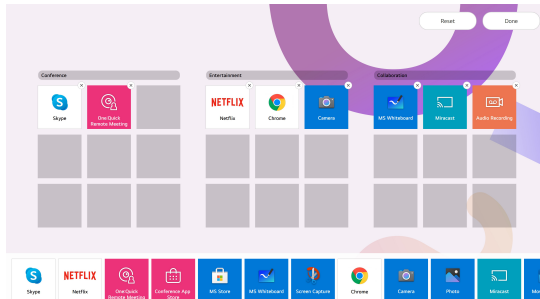 Reset Done
Conference Entertainment Collaboration
Skype
One:Quick
Remote Meeting
NETFLIX
Netflix
Chrome
Camera
MS Whiteboard
Miracast
Audio Recording
Skype
NETFLIX
Netflix
One:Quick
Remote Meeting
Conference App
Store
MS Store
MS Whiteboard
Screen Capture
Chrome
Camera
Photo
Miracast